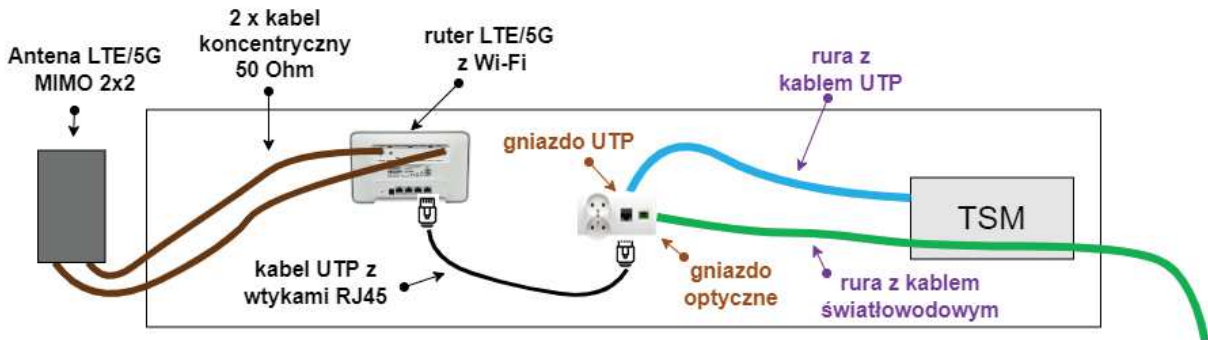 Antena LTE/5G
MIMO 2x2
2 x kabel
koncentryczny
50 Ohm
ruter LTE/5G
z Wi-Fi
rura z
kablem UTP
gniazdo UTP
TSM
kabel UTP z
wtykami RJ45
gniazdo
optyczne
rura z kablem
światłowodowym